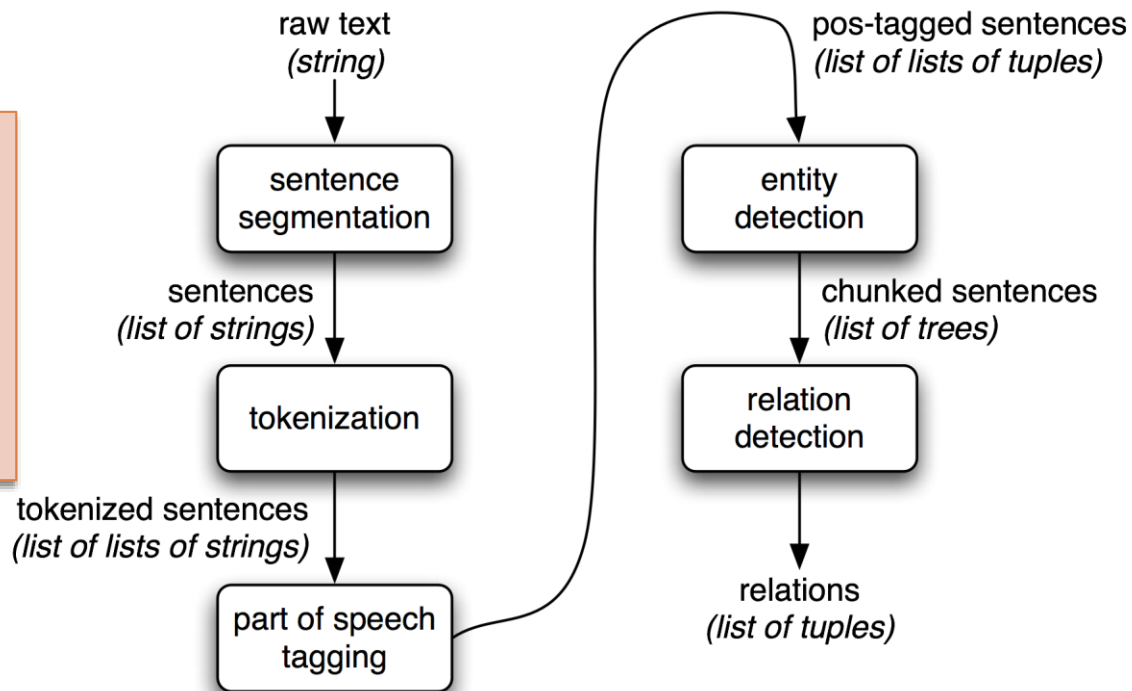 raw text
(string)
sentence
segmentation
sentences
(list of strings)
tokenization
tokenized sentences
(list of lists of strings)
part of speech
tagging
pos-tagged sentences
(list of lists of tuples)
entity
detection
chunked sentences
(list of trees)
relation
detection
relations
(list of tuples)